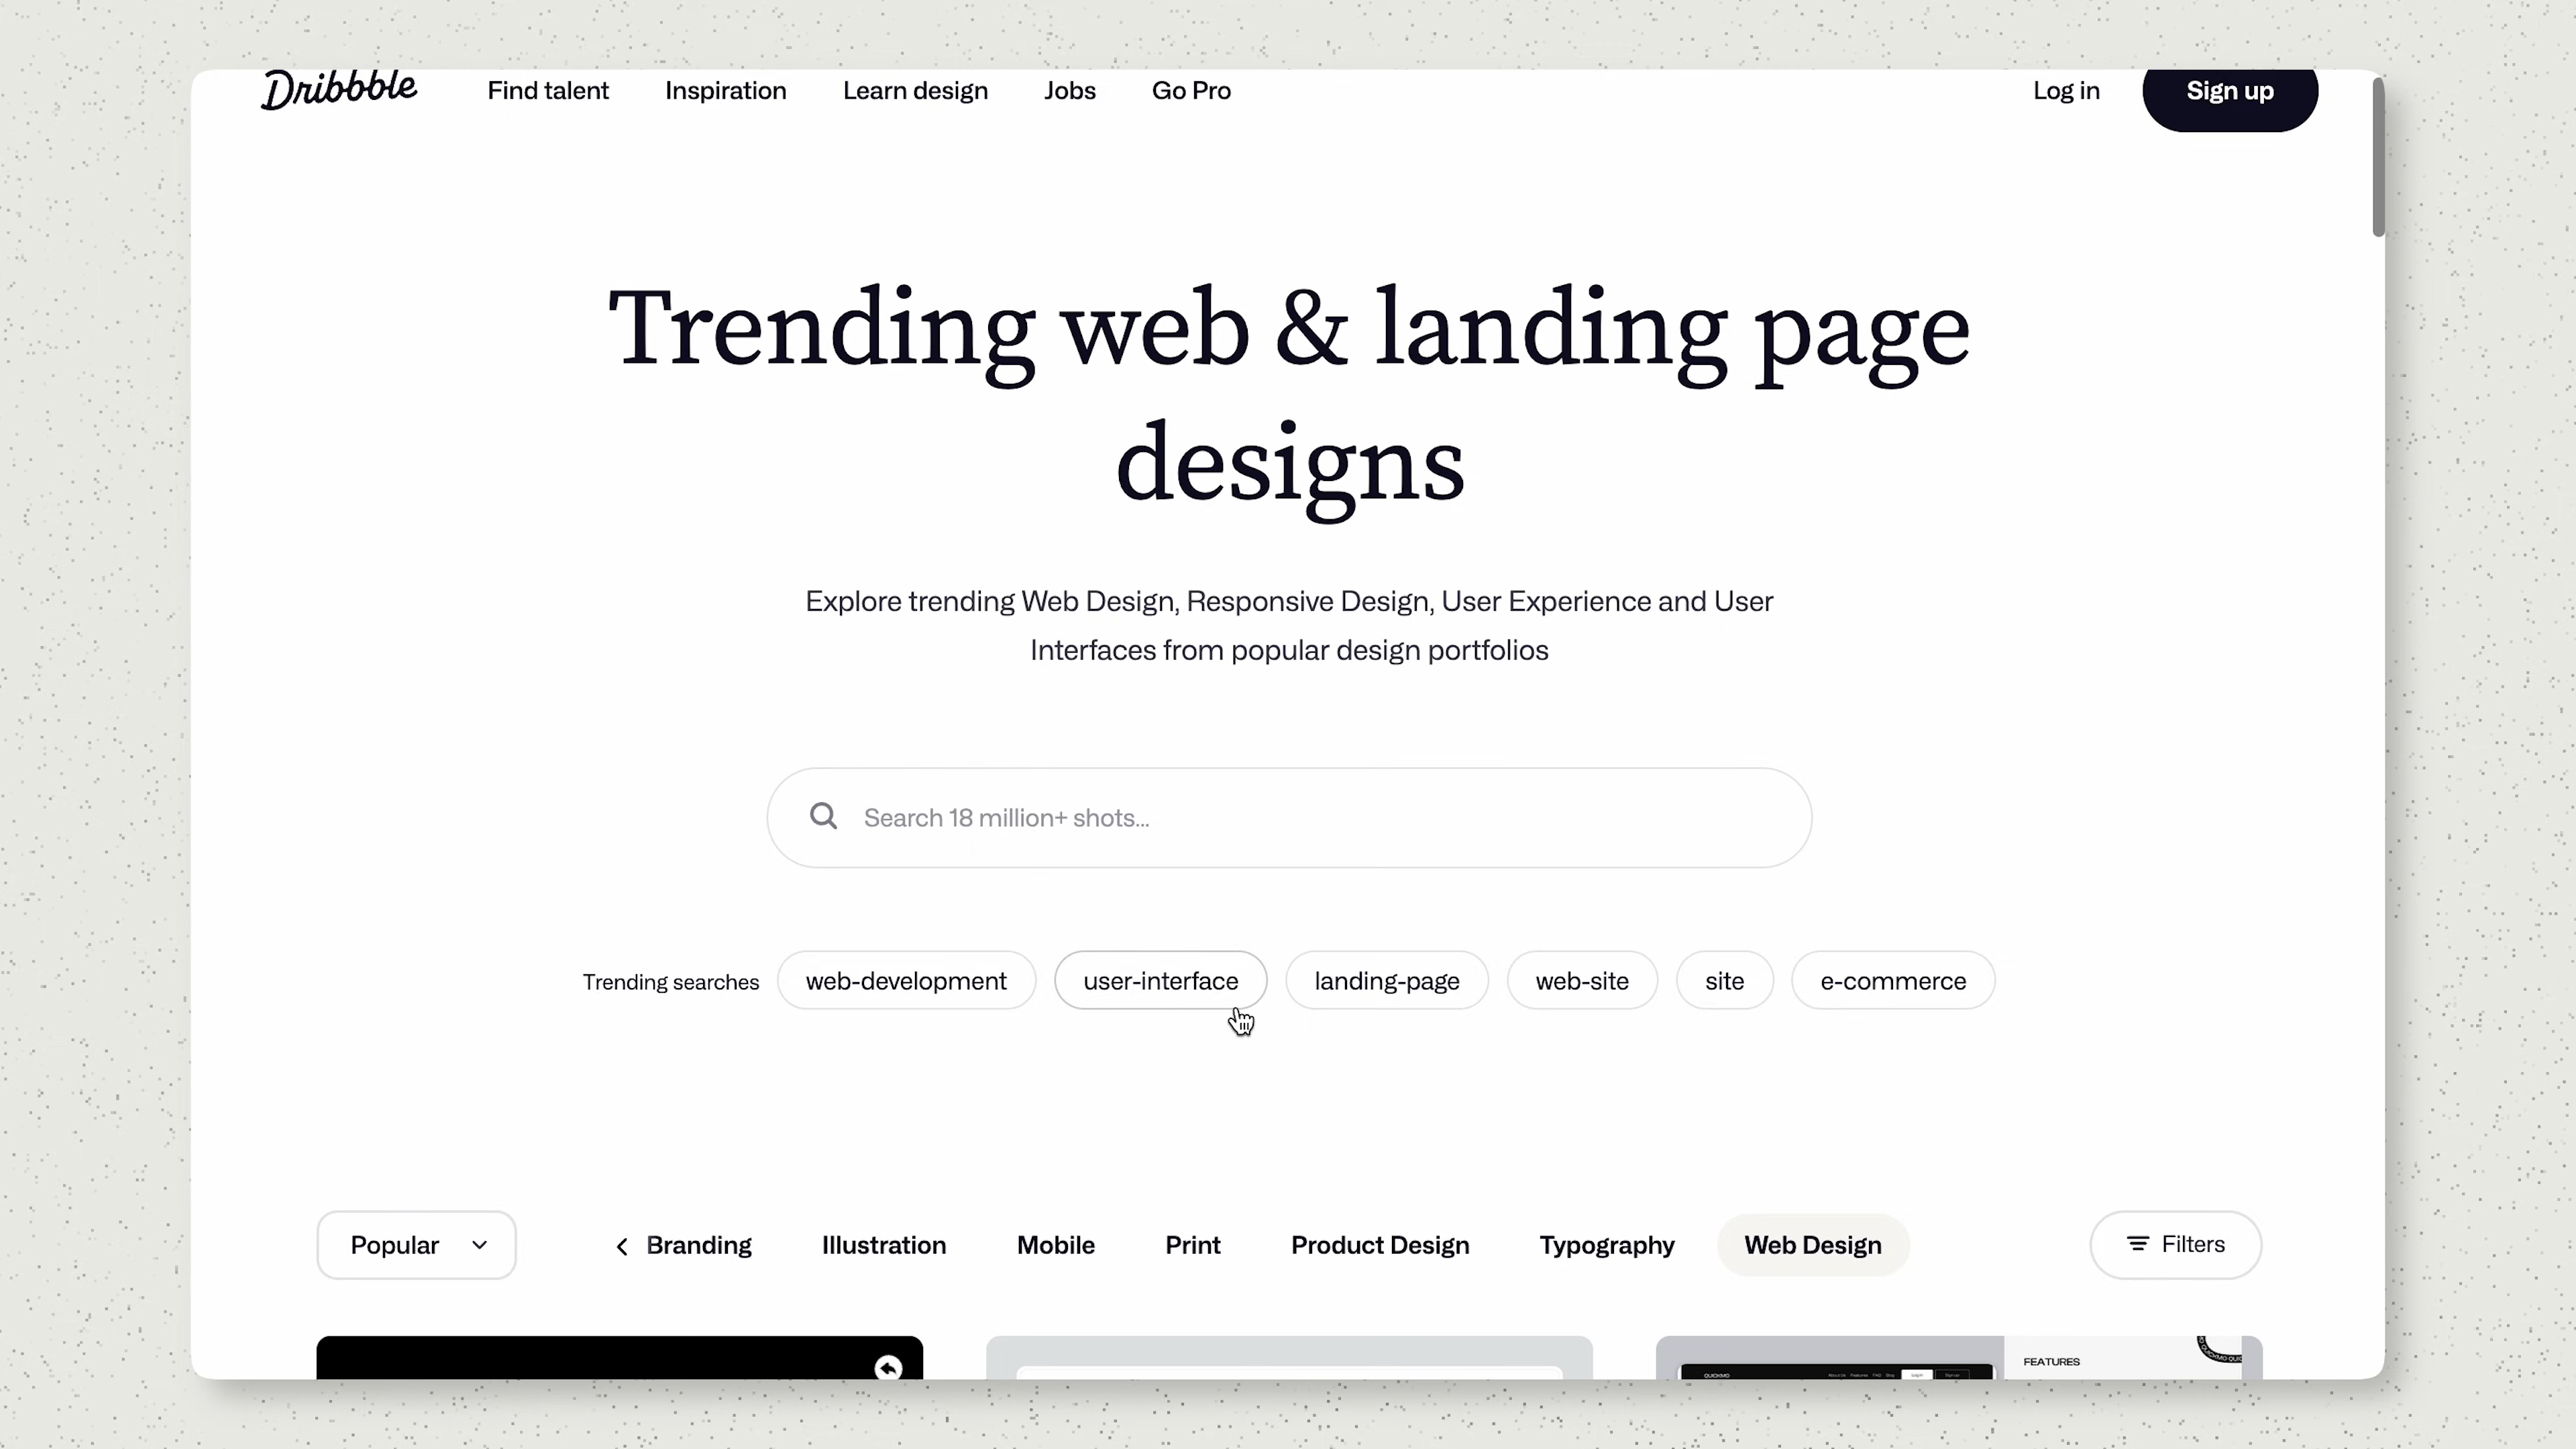 Dribbble
Find talent
Inspiration
Learn design
Jobs
Go Pro
Log in
Sign up
Trending web & landing page
designs
Explore trending Web Design, Responsive Design, User Experience and User
Interfaces from popular design portfolios
Search 18 million+ shots...
Trending searches
web-development
user-interface
landing-page
web-site
site
e-commerce
Popular
Branding
Illustration
Mobile
Print
Product Design
Typography
Web Design
Filters
FEATURES
QUICKMO